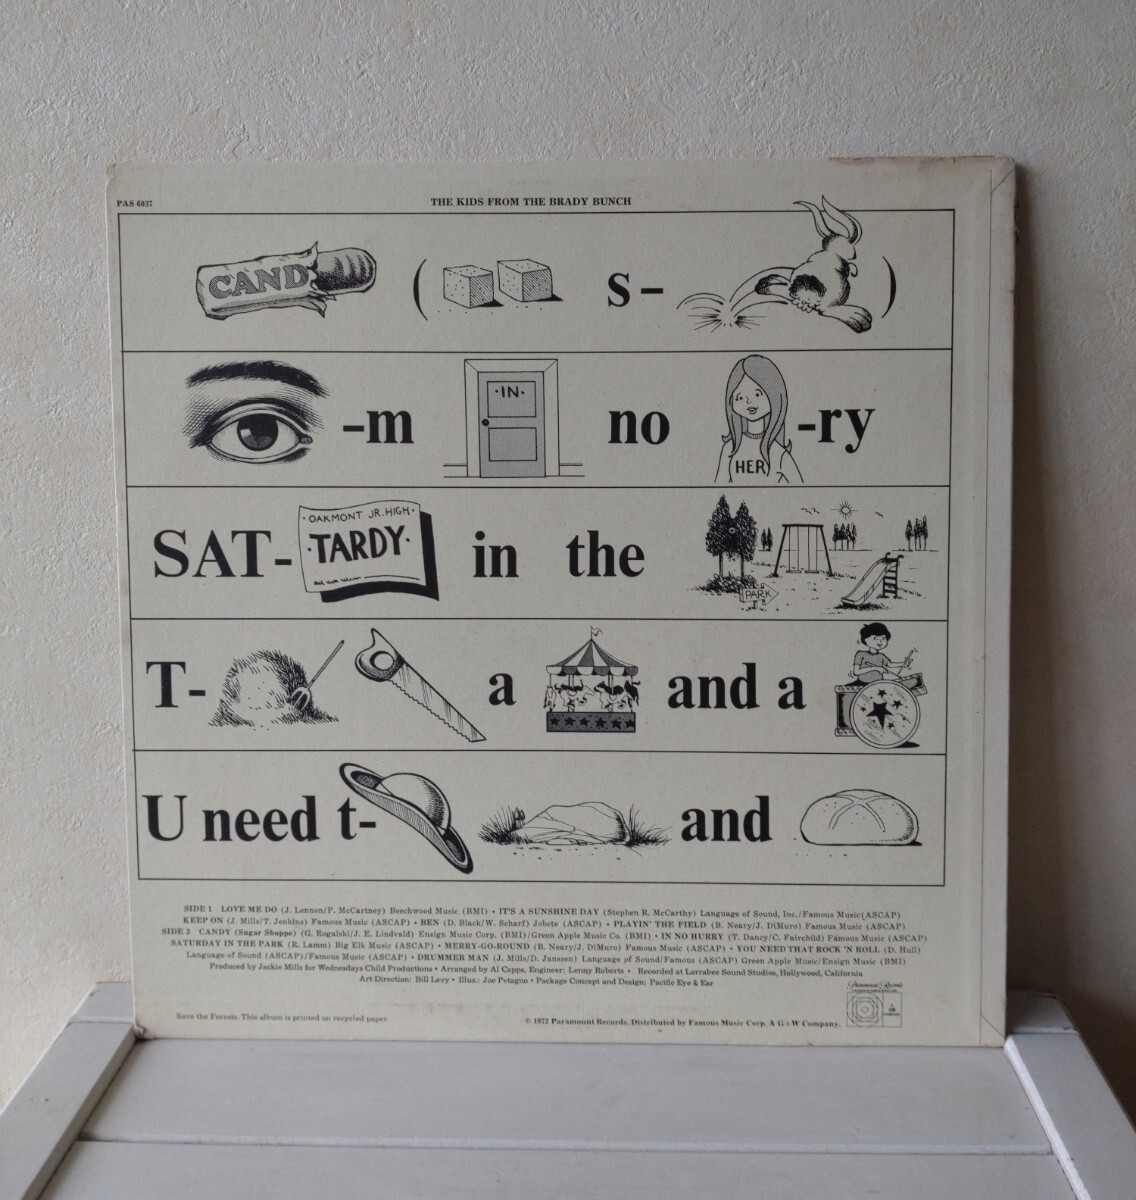 PAS 6037
THE KIDS FROM THE BRADY BUNCH
CAND ( s- )
-m IN no HER -ry
SAT- OAKMONT JR. HIGH TARDY in the PARK
T- a and a
U need t- and
SIDE 1 LOVE ME DO (J. Lennon/P. McCartney) Beechwood Music (BMI) • IT'S A SUNSHINE DAY (Stephen R. McCarthy) Language of Sound, Inc./Famous Music (ASCAP)
KEEP ON (J. Mills/T. Jenkins) Famous Music (ASCAP) • BEN (D. Black/W. Scharf) Jobete (ASCAP) • PLAYIN' THE FIELD (B. Neary/J. DiMuro) Famous Music (ASCAP)
SIDE 2 CANDY (Sugar Shoppe) (G. Rogalski/J. E. Lindvald) Ensign Music Corp. (BMI)/Green Apple Music Co. (BMI) • IN NO HURRY (T. Dancy/C. Fairchild) Famous Music (ASCAP)
SATURDAY IN THE PARK (R. Lamm) Big Elk Music (ASCAP) • MERRY-GO-ROUND (B. Neary/J. DiMuro) Famous Music (ASCAP) • YOU NEED THAT ROCK 'N ROLL (D. Hull)
Language of Sound (ASCAP)/Famous Music (ASCAP) • DRUMMER MAN (J. Mills/D. Janssen) Language of Sound/Famous (ASCAP) Green Apple Music/Ensign Music (BMI)
Produced by Jackie Mills for Wednesdays Child Productions • Arranged by Al Capps, Engineer: Lenny Roberts • Recorded at Larrabee Sound Studios, Hollywood, California
Art Direction: Bill Levy • Illus.: Joe Petagno • Package Concept and Design: Pacific Eye & Ear
Paramount Records
Save the Forests. This album is printed on recycled paper.
© 1972 Paramount Records. Distributed by Famous Music Corp. A G+W Company.